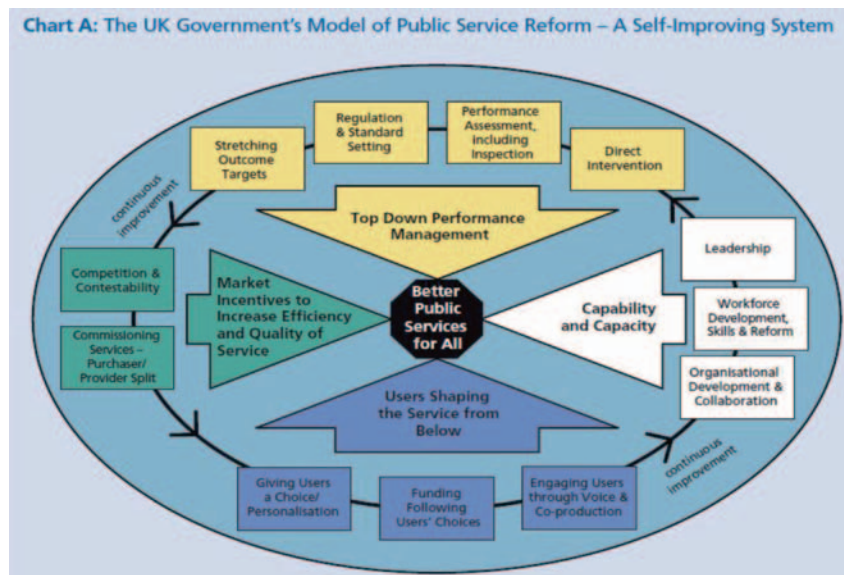 Chart A: The UK Government's Model of Public Service Reform – A Self-Improving System
Regulation
& Standard
Setting
Performance
Assessment,
Including
Inspection
Stretching
Outcome
Targets
Direct
Intervention
continuous
improvement
Top Down Performance
Management
Competition &
Contestability
Commissioning
Services –
Purchaser/
Provider Split
Market
Incentives to
Increase Efficiency
and Quality of
Service
Better
Public
Services
for All
Capability
and Capacity
Leadership
Workforce
Development,
Skills & Reform
Organisational
Development &
Collaboration
Users Shaping
the Service from
Below
continuous
improvement
Giving Users
a Choice/
Personalisation
Funding
Following
Users' Choices
Engaging Users
through Voice &
Co-production